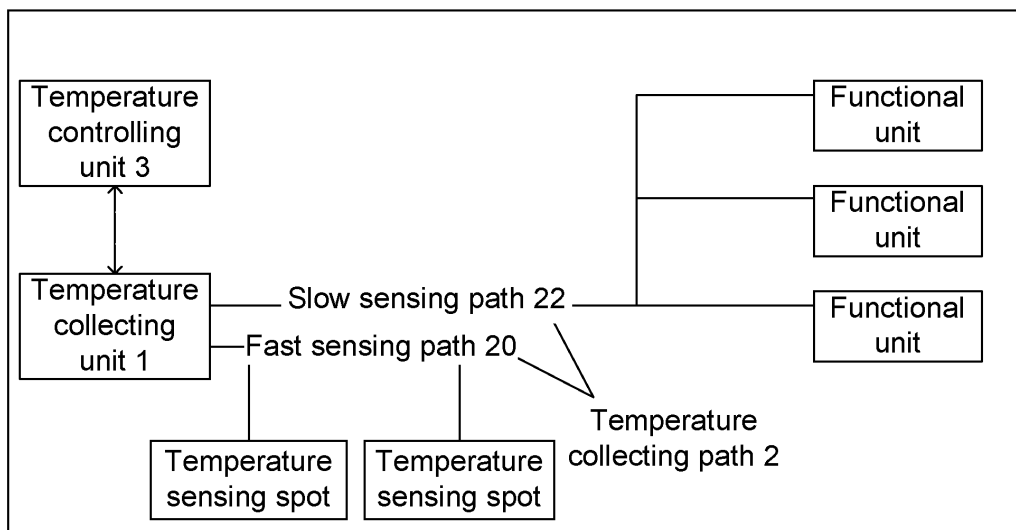 Temperature
controlling
unit 3
Functional
unit
Functional
unit
Temperature
collecting
unit 1
Slow sensing path 22
Functional
unit
Fast sensing path 20
Temperature
collecting path 2
Temperature
sensing spot
Temperature
sensing spot